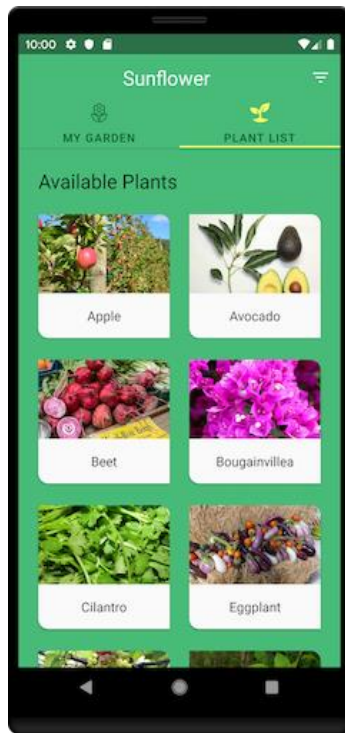 10:00
Sunflower
MY GARDEN PLANT LIST
Available Plants
Apple Avocado
Beet Bougainvillea
Cilantro Eggplant